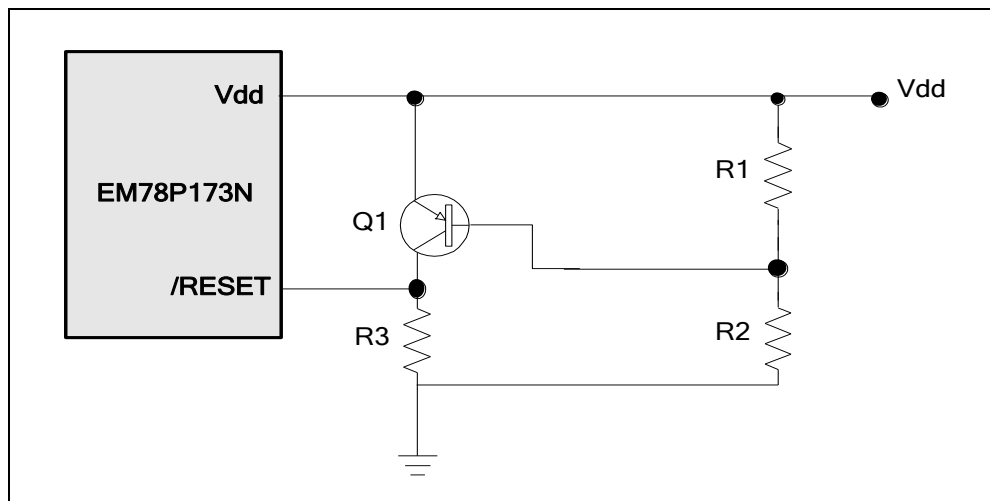 Vdd
Vdd
R1
EM78P173N
Q1
/RESET
R3
R2